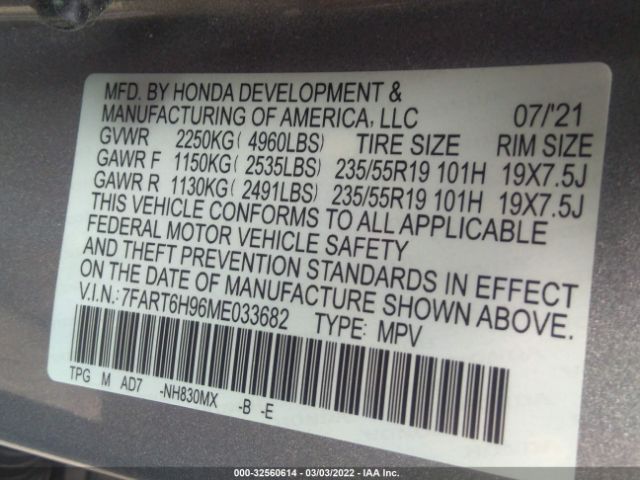 MFD. BY HONDA DEVELOPMENT &
MANUFACTURING OF AMERICA, LLC 07/'21
GVWR 2250KG( 4960LBS) TIRE SIZE RIM SIZE
GAWR F 1150KG( 2535LBS) 235/55R19 101H 19X7.5J
GAWR R 1130KG( 2491LBS) 235/55R19 101H 19X7.5J
THIS VEHICLE CONFORMS TO ALL APPLICABLE
FEDERAL MOTOR VEHICLE SAFETY
AND THEFT PREVENTION STANDARDS IN EFFECT
ON THE DATE OF MANUFACTURE SHOWN ABOVE.
V.I.N.:7FART6H96ME033682 TYPE: MPV
TPG M AD7 -NH830MX -B -E
000-32560614 - 03/03/2022 - IAA Inc.